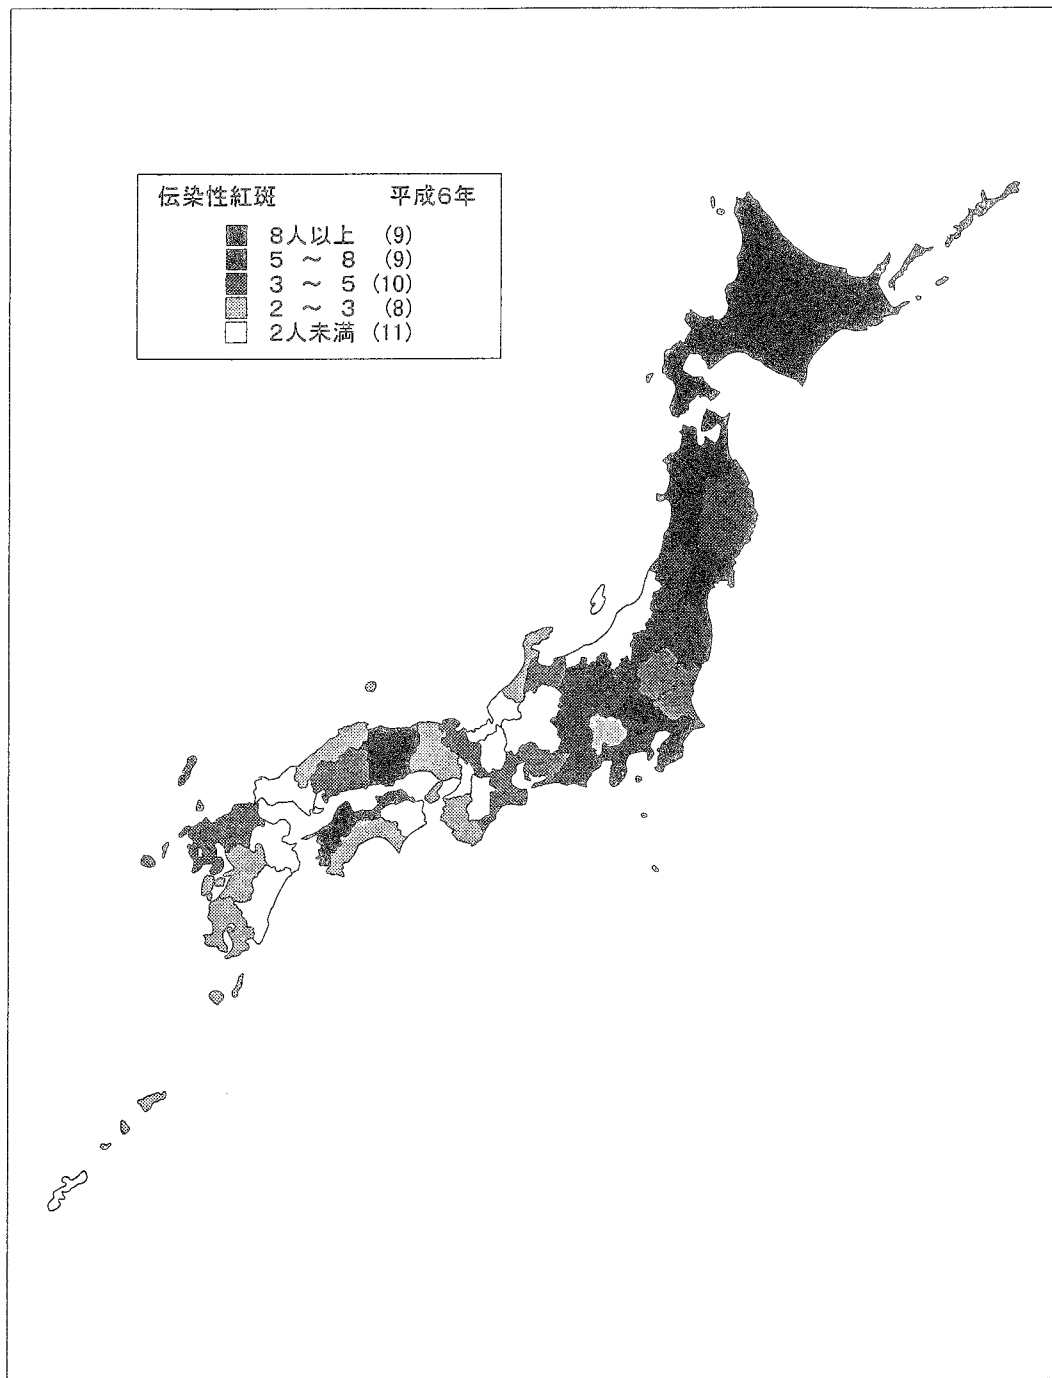 伝染性紅斑 平成6年
8人以上 (9)
5 ～ 8 (9)
3 ～ 5 (10)
2 ～ 3 (8)
2人未満 (11)